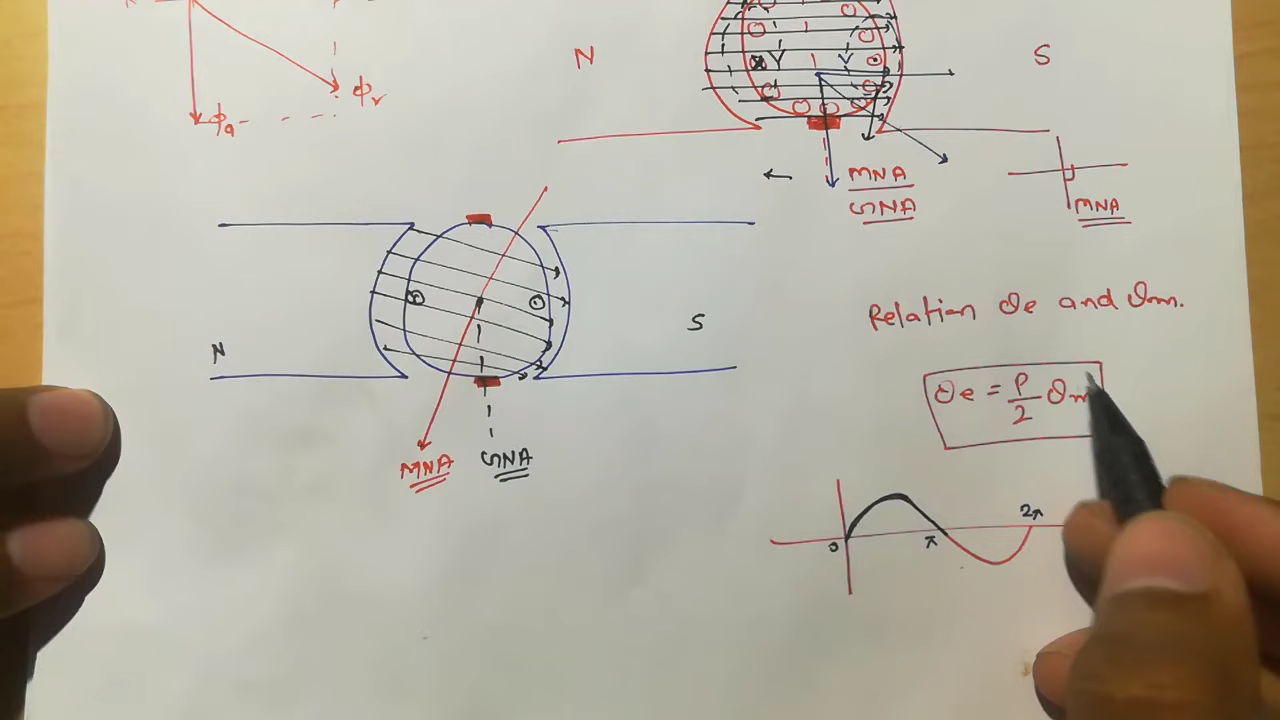 Φr
Φa
N
S
MNA
GNA
MNA
N
S
MNA
GNA
Relation θe and θm.
θe = P/2 θm
0
π
2π